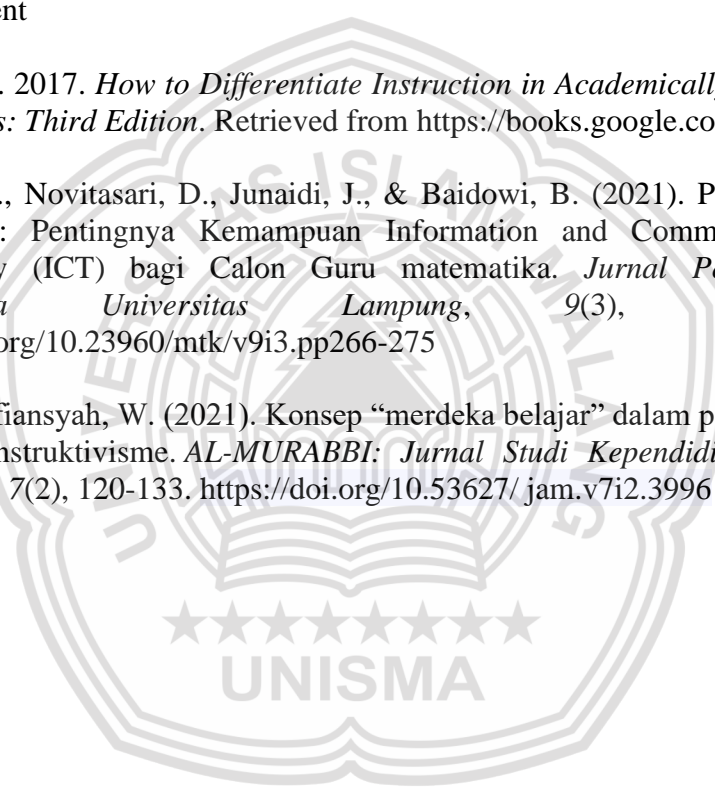 ent
. 2017. How to Differentiate Instruction in Academically
s: Third Edition. Retrieved from https://books.google.co
., Novitasari, D., Junaidi, J., & Baidowi, B. (2021). P
: Pentingnya Kemampuan Information and Comm
y (ICT) bagi Calon Guru matematika. Jurnal Pe
a Universitas Lampung, 9(3),
org/10.23960/mtk/v9i3.pp266-275
fiansyah, W. (2021). Konsep “merdeka belajar” dalam p
nstruktivisme. AL-MURABBI: Jurnal Studi Kependidi
7(2), 120-133. https://doi.org/10.53627/ jam.v7i2.3996
UNIVERSITAS ISLAM MALANG
UNISMA